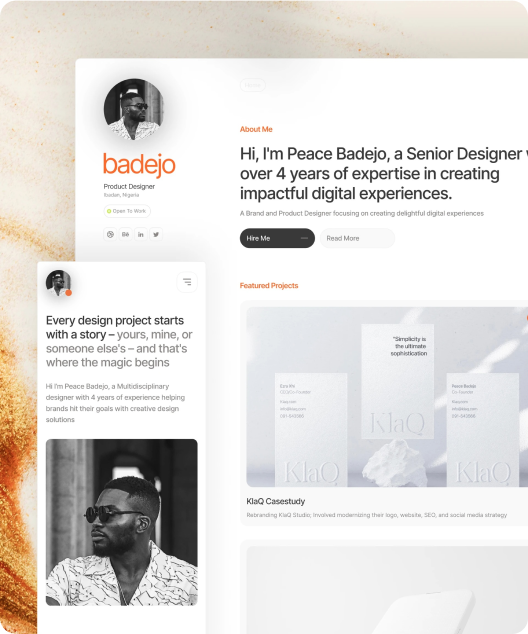 badejo
Product Designer
Ibadan, Nigeria
Open To Work
Bē
in
About Me
Hi, I'm Peace Badejo, a Senior Designer
over 4 years of expertise in creating
impactful digital experiences.
A Brand and Product Designer focusing on creating delightful digital experiences
Hire Me
Read More
Featured Projects
"Simplicity is
the ultimate
sophistication
KlaQ
Peace Badejo
KlaQ
KlaQ
KlaQ Casestudy
Rebranding KlaQ Studio; Involved modernizing their logo, website, SEO, and social media strategy
Every design project starts
with a story – yours, mine, or
someone else's – and that's
where the magic begins
Hi I'm Peace Badejo, a Multidisciplinary
designer with 4 years of experience helping
brands hit their goals with creative design
solutions